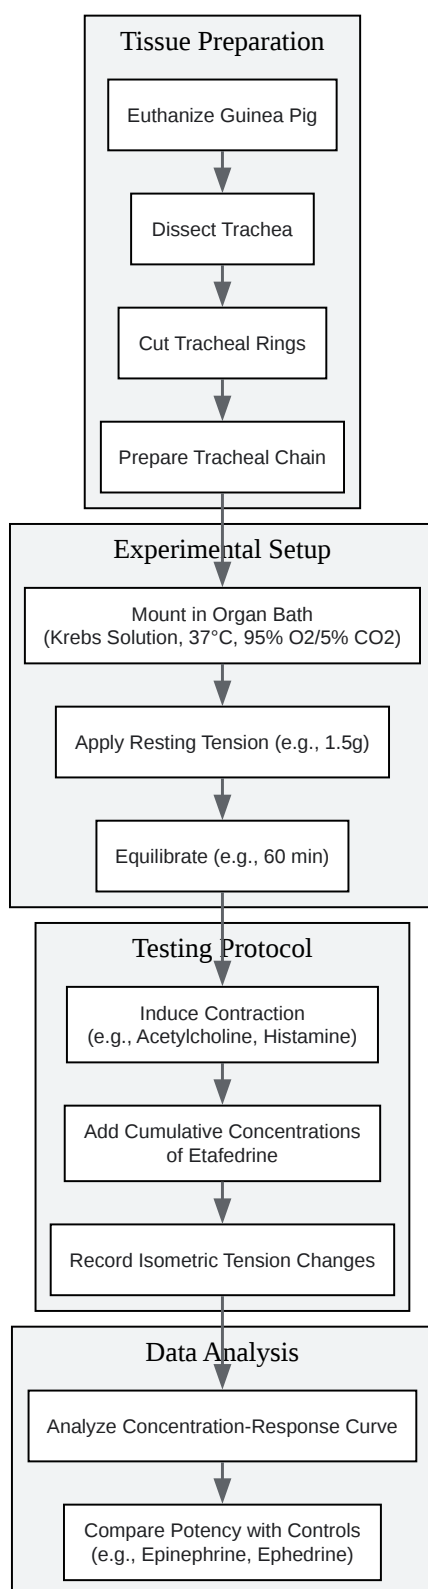 Tissue Preparation
Euthanize Guinea Pig
Dissect Trachea
Cut Tracheal Rings
Prepare Tracheal Chain
Experimental Setup
Mount in Organ Bath
(Krebs Solution, 37°C, 95% O2/5% CO2)
Apply Resting Tension (e.g., 1.5g)
Equilibrate (e.g., 60 min)
Testing Protocol
Induce Contraction
(e.g., Acetylcholine, Histamine)
Add Cumulative Concentrations
of Etafedrine
Record Isometric Tension Changes
Data Analysis
Analyze Concentration-Response Curve
Compare Potency with Controls
(e.g., Epinephrine, Ephedrine)